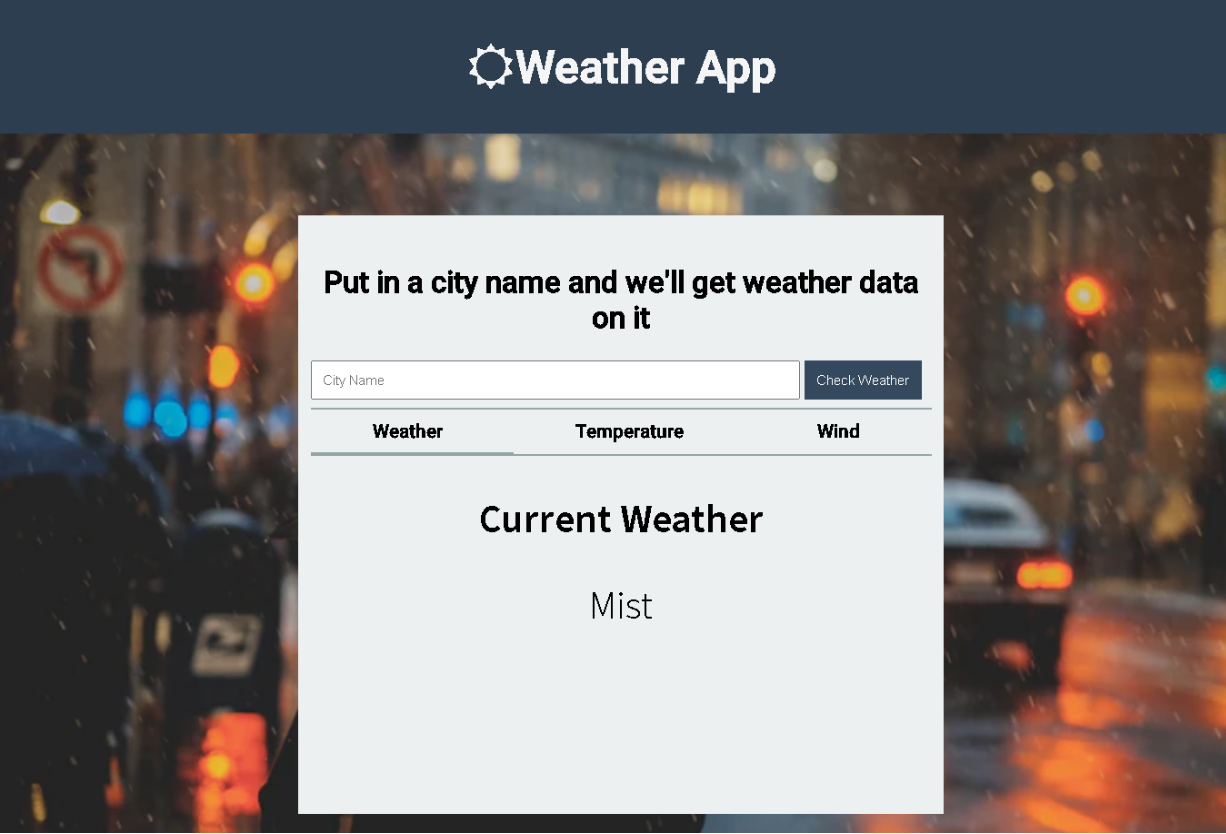 Weather App
Put in a city name and we'll get weather data
on it
City Name
Check Weather
Weather
Temperature
Wind
Current Weather
Mist